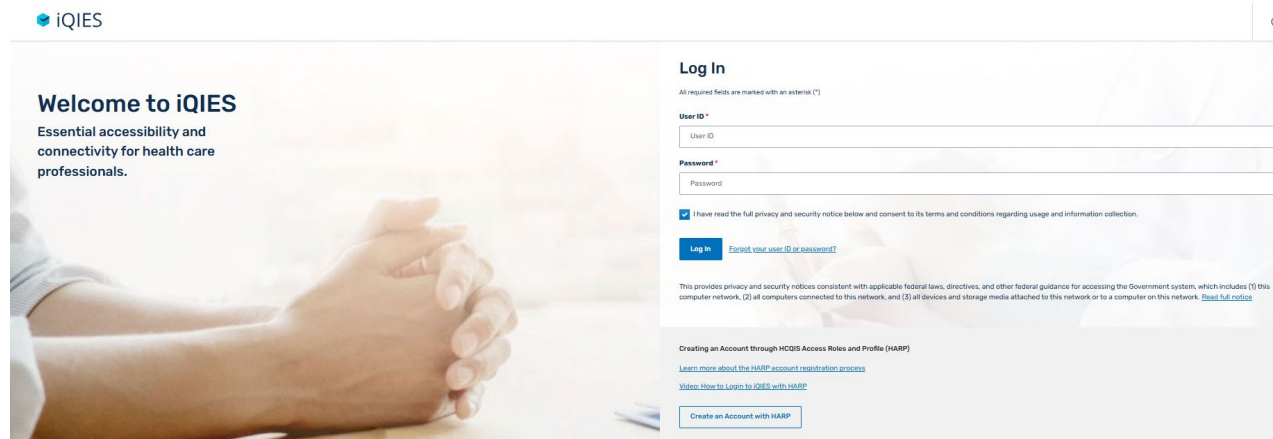 iQIES
Welcome to iQIES
Essential accessibility and
connectivity for health care
professionals.
Log In
All required fields are marked with an asterisk (*)
User ID *
User ID
Password *
Password
I have read the full privacy and security notice below and consent to its terms and conditions regarding usage and information collection.
Log In Forgot your user ID or password?
This provides privacy and security notices consistent with applicable federal laws, directives, and other federal guidance for accessing the Government system, which includes (1) this
computer network, (2) all computers connected to this network, and (3) all devices and storage media attached to this network or to a computer on this network. Read full notice
Creating an Account through HCQIS Access Roles and Profile (HARP)
Learn more about the HARP account registration process
Video: How to Login to iQIES with HARP
Create an Account with HARP